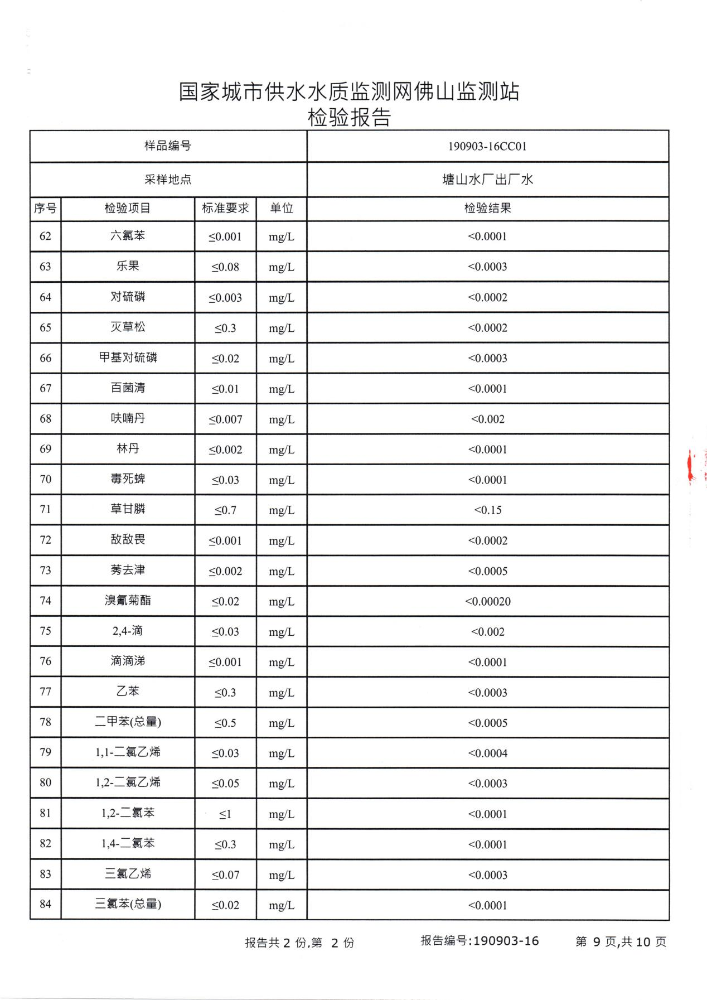 国家城市供水水质监测网佛山监测站
检验报告
样品编号 190903-16CC01
采样地点 塘山水厂出厂水
序号 检验项目 标准要求 单位 检验结果
62 六氯苯 ≤0.001 mg/L <0.0001
63 乐果 ≤0.08 mg/L <0.0003
64 对硫磷 ≤0.003 mg/L <0.0002
65 灭草松 ≤0.3 mg/L <0.0002
66 甲基对硫磷 ≤0.02 mg/L <0.0003
67 百菌清 ≤0.01 mg/L <0.0001
68 呋喃丹 ≤0.007 mg/L <0.002
69 林丹 ≤0.002 mg/L <0.0001
70 毒死蜱 ≤0.03 mg/L <0.0001
71 草甘膦 ≤0.7 mg/L <0.15
72 敌敌畏 ≤0.001 mg/L <0.0002
73 莠去津 ≤0.002 mg/L <0.0005
74 溴氰菊酯 ≤0.02 mg/L <0.00020
75 2,4-滴 ≤0.03 mg/L <0.002
76 滴滴涕 ≤0.001 mg/L <0.0001
77 乙苯 ≤0.3 mg/L <0.0003
78 二甲苯(总量) ≤0.5 mg/L <0.0005
79 1,1-二氯乙烯 ≤0.03 mg/L <0.0004
80 1,2-二氯乙烯 ≤0.05 mg/L <0.0003
81 1,2-二氯苯 ≤1 mg/L <0.0001
82 1,4-二氯苯 ≤0.3 mg/L <0.0001
83 三氯乙烯 ≤0.07 mg/L <0.0003
84 三氯苯(总量) ≤0.02 mg/L <0.0001
报告共 2 份,第 2 份 报告编号:190903-16 第 9 页,共 10 页